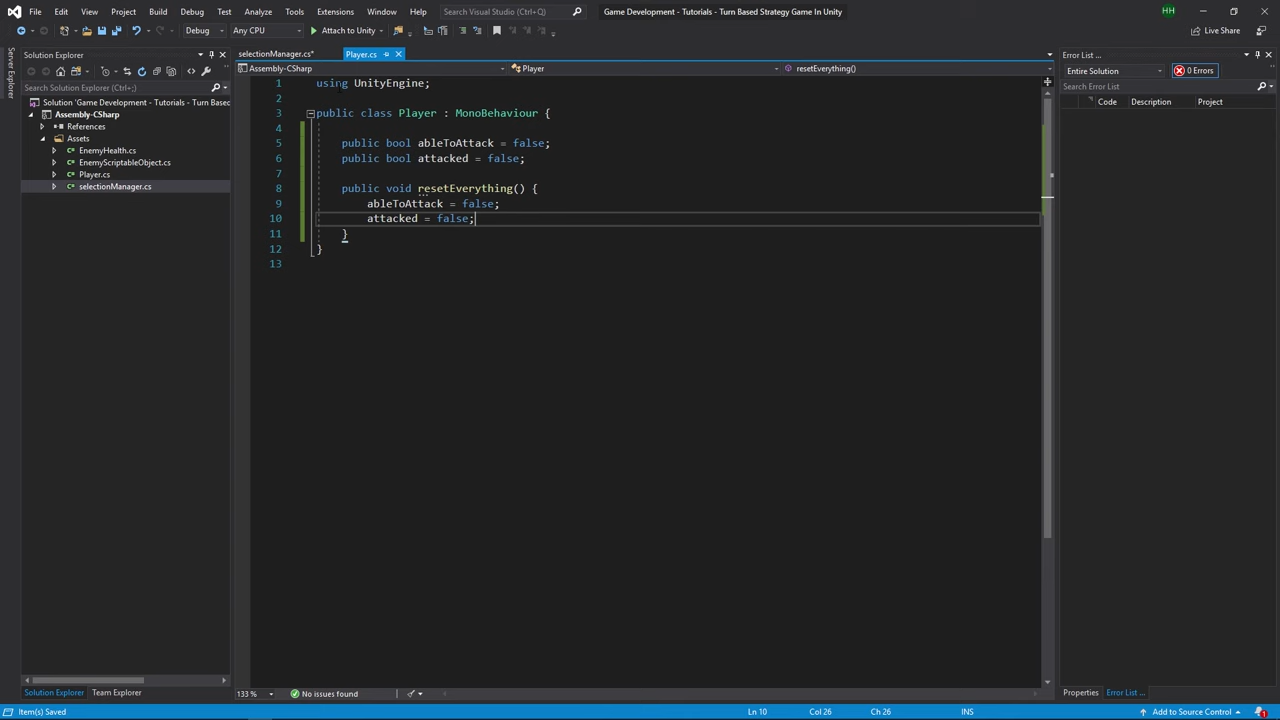 File Edit View Project Build Debug Test Analyze Tools Extensions Window Help Search Visual Studio (Ctrl+Q) Game Development - Tutorials - Turn Based Strategy Game In Unity HH
Debug Any CPU Attach to Unity Live Share
Server Explorer
Solution Explorer
Search Solution Explorer (Ctrl+;)
Solution 'Game Development - Tutorials - Turn Based
Assembly-CSharp
References
Assets
EnemyHealth.cs
EnemyScriptableObject.cs
Player.cs
selectionManager.cs
Solution Explorer Team Explorer
selectionManager.cs* Player.cs
Assembly-CSharp Player resetEverything()
1 using UnityEngine;
2
3 public class Player : MonoBehaviour {
4
5 public bool ableToAttack = false;
6 public bool attacked = false;
7
8 public void resetEverything() {
9 ableToAttack = false;
10 attacked = false;
11 }
12 }
13
133 % No issues found
Error List ...
Entire Solution 0 Errors
Search Error List
Code Description Project
Properties Error List ...
Item(s) Saved Ln 10 Col 26 Ch 26 INS Add to Source Control 1